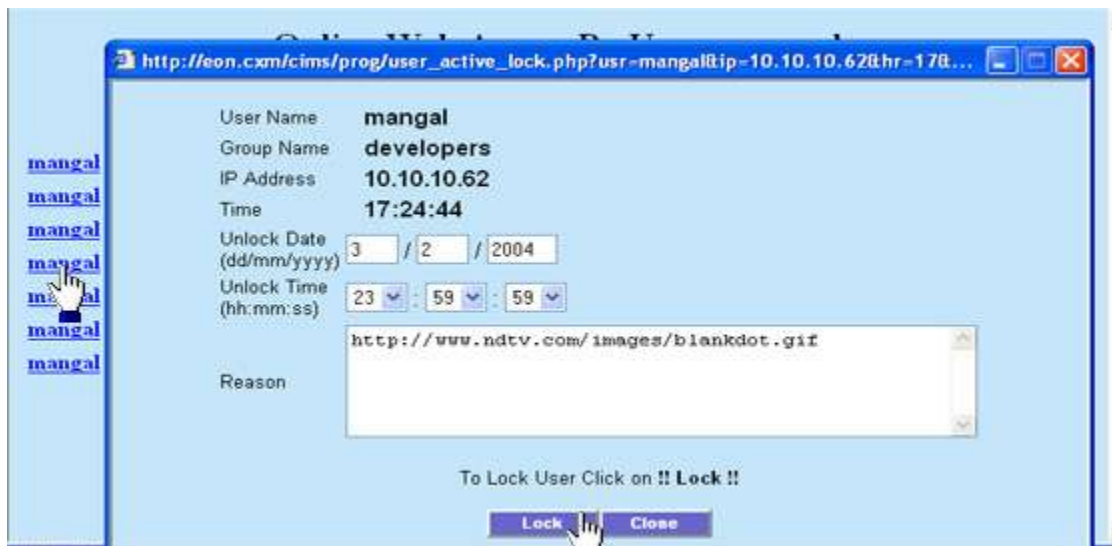 http://eon.cxm/cims/prog/user_active_lock.php?usr=mangal&ip=10.10.10.62&hr=17&...
User Name mangal
Group Name developers
IP Address 10.10.10.62
Time 17:24:44
Unlock Date
(dd/mm/yyyy) 3 / 2 / 2004
Unlock Time
(hh:mm:ss) 23 : 59 : 59
Reason http://www.ndtv.com/images/blankdot.gif
To Lock User Click on !! Lock !!
Lock Close
mangal
mangal
mangal
mangal
mangal
mangal